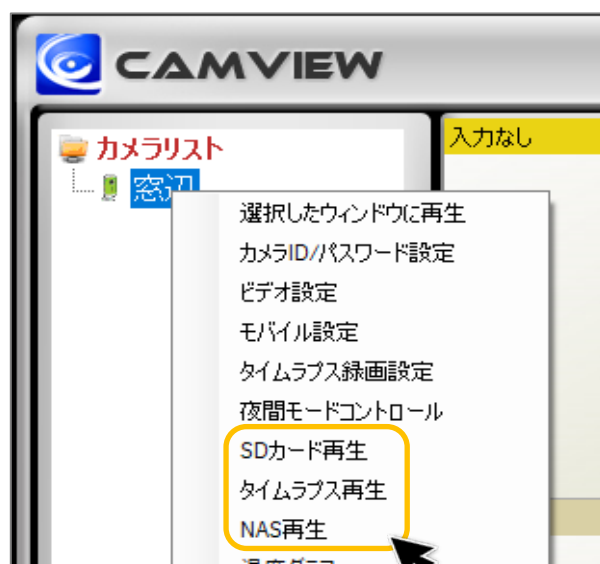 CAMVIEW
カメラリスト
窓辺
入力なし
選択したウィンドウに再生
カメラID/パスワード設定
ビデオ設定
モバイル設定
タイムラプス録画設定
夜間モードコントロール
SDカード再生
タイムラプス再生
NAS再生